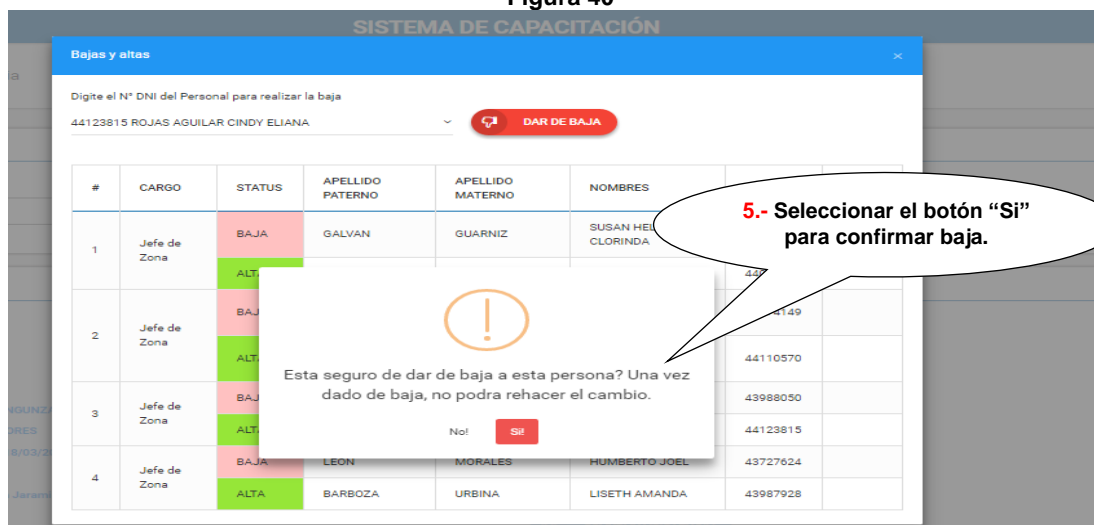 Figura 40
SISTEMA DE CAPACITACIÓN
Bajas y altas ×
Digite el N° DNI del Personal para realizar la baja
44123815 ROJAS AGUILAR CINDY ELIANA DAR DE BAJA
# CARGO STATUS APELLIDO PATERNO APELLIDO MATERNO NOMBRES
5.- Seleccionar el botón “Si”
para confirmar baja.
1 Jefe de Zona BAJA GALVAN GUARNIZ SUSAN CLORINDA
ALTA
2 Jefe de Zona
44110570
3 Jefe de Zona 43988050
44123815
Esta seguro de dar de baja a esta persona? Una vez
dado de baja, no podra rehacer el cambio.
No! Si!
4 Jefe de Zona BAJA LEON MORALES HUMBERTO JOEL 43727624
ALTA BARBOZA URBINA LISETH AMANDA 43987928